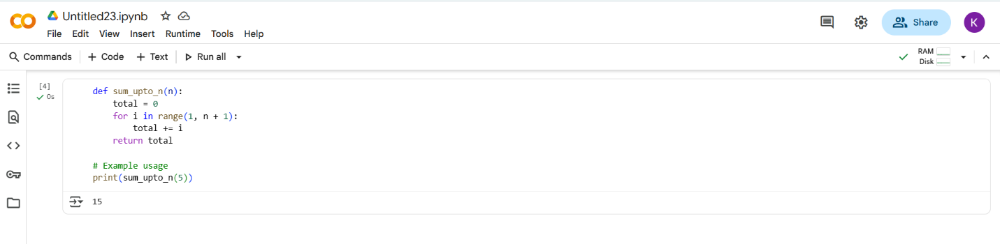 Untitled23.ipynb
File Edit View Insert Runtime Tools Help
Share
K
Commands + Code + Text Run all
RAM
Disk
[4]
0s
def sum_upto_n(n):
    total = 0
    for i in range(1, n + 1):
        total += i
    return total

# Example usage
print(sum_upto_n(5))
15